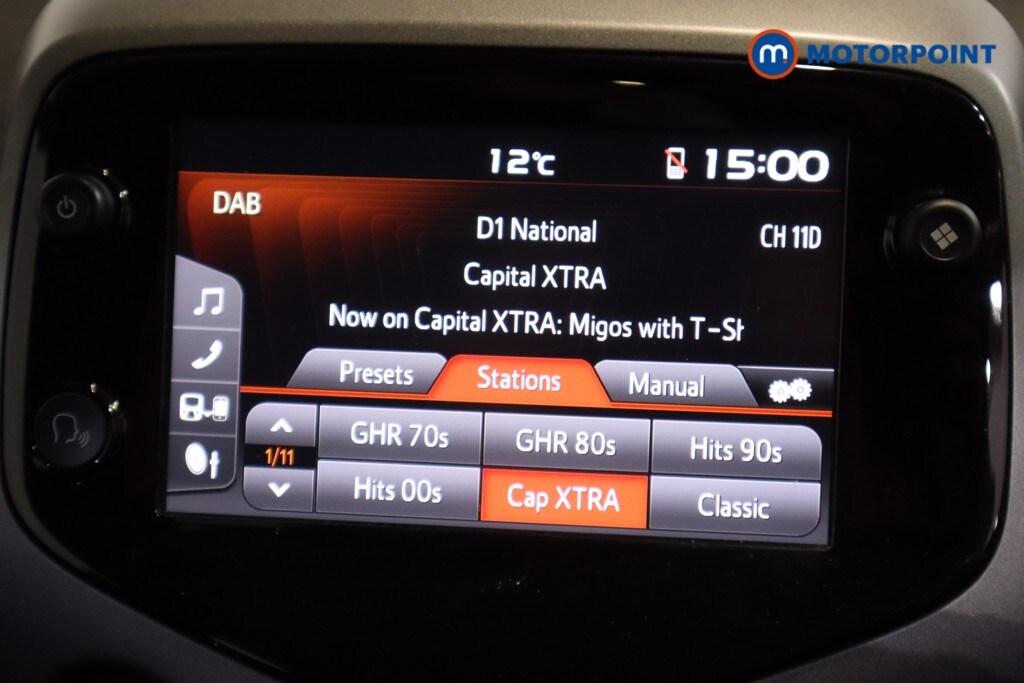 m MOTORPOINT
12°C
15:00
DAB
D1 National
CH 11D
Capital XTRA
Now on Capital XTRA: Migos with T-Sh
Presets
Stations
Manual
GHR 70s
GHR 80s
Hits 90s
1/11
Hits 00s
Cap XTRA
Classic